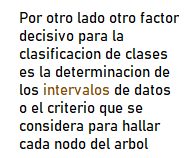 Por otro lado otro factor
decisivo para la
clasificacion de clases
es la determinacion de
los intervalos de datos
o el criterio que se
considera para hallar
cada nodo del arbol